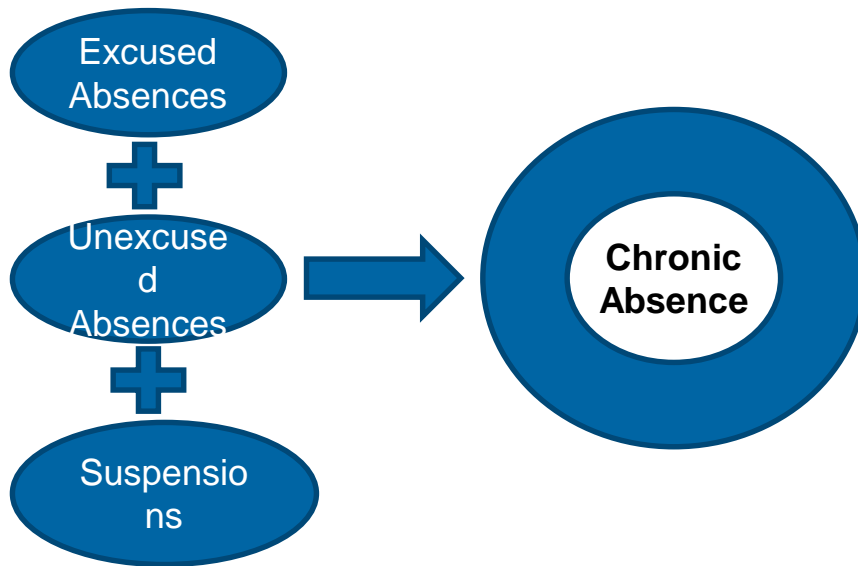 Excused
Absences
Unexcuse
d
Absences
Suspensio
ns
Chronic
Absence